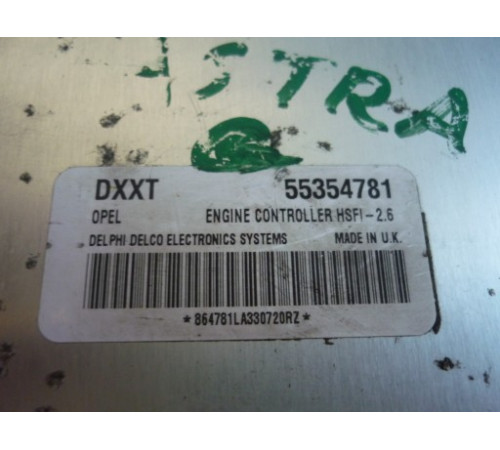 ASTRA
G
DXXT 55354781
OPEL ENGINE CONTROLLER HSFI-2.6
DELPHI DELCO ELECTRONICS SYSTEMS MADE IN U.K.
*864781LA330720RZ*